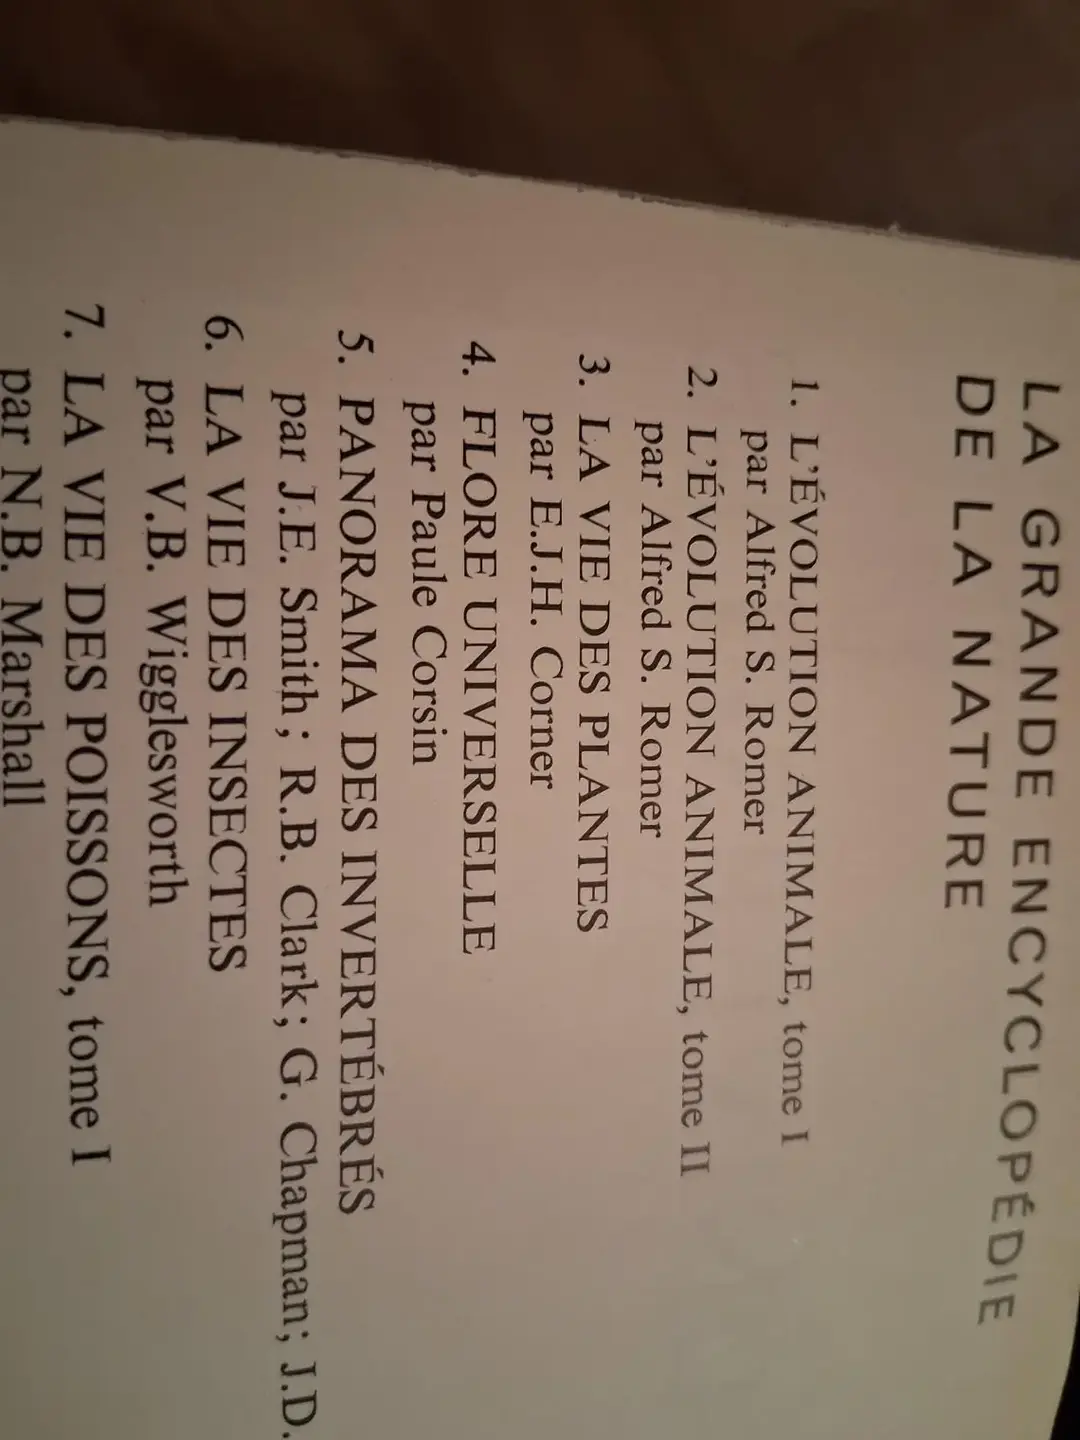 LA GRANDE ENCYCLOPÉDIE
DE LA NATURE
1. L'ÉVOLUTION ANIMALE, tome I
par Alfred S. Romer
2. L'ÉVOLUTION ANIMALE, tome II
par Alfred S. Romer
3. LA VIE DES PLANTES
par E.J.H. Corner
4. FLORE UNIVERSELLE
par Paule Corsin
5. PANORAMA DES INVERTÉBRÉS
par J.E. Smith; R.B. Clark; G. Chapman; J.D.
6. LA VIE DES INSECTES
par V.B. Wigglesworth
7. LA VIE DES POISSONS, tome I
par N.B. Marshall